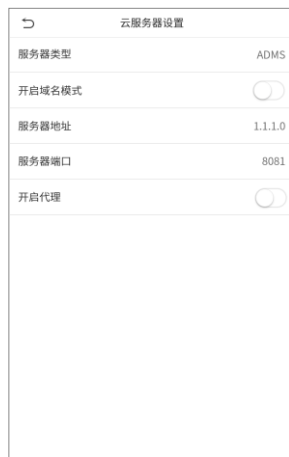 云服务器设置
服务器类型 ADMS
开启域名模式
服务器地址 1.1.1.0
服务器端口 8081
开启代理